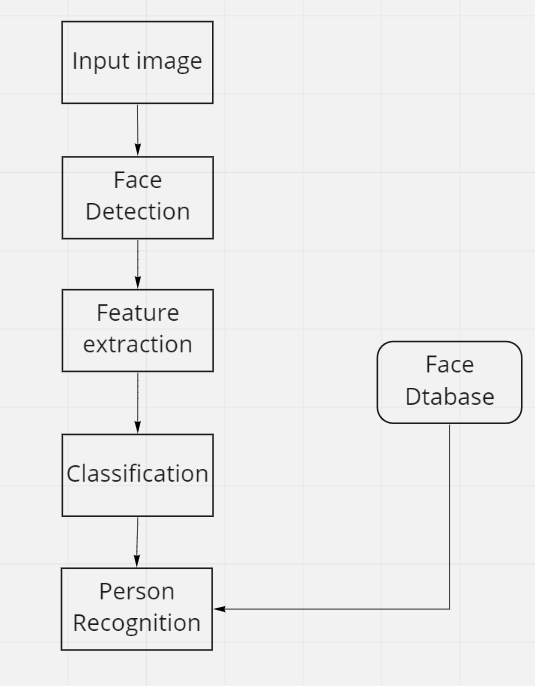 Input image
Face
Detection
Feature
extraction
Face
Dtabase
Classification
Person
Recognition